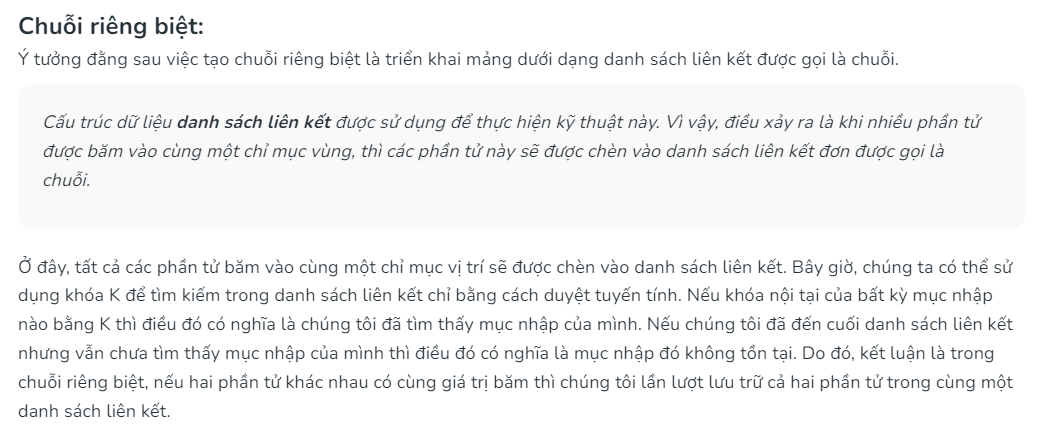 Chuỗi riêng biệt:
Ý tưởng đằng sau việc tạo chuỗi riêng biệt là triển khai mảng dưới dạng danh sách liên kết được gọi là chuỗi.
Cấu trúc dữ liệu danh sách liên kết được sử dụng để thực hiện kỹ thuật này. Vì vậy, điều xảy ra là khi nhiều phần tử
được băm vào cùng một chỉ mục vùng, thì các phần tử này sẽ được chèn vào danh sách liên kết đơn được gọi là
chuỗi.
Ở đây, tất cả các phần tử băm vào cùng một chỉ mục vị trí sẽ được chèn vào danh sách liên kết. Bây giờ, chúng ta có thể sử
dụng khóa K để tìm kiếm trong danh sách liên kết chỉ bằng cách duyệt tuyến tính. Nếu khóa nội tại của bất kỳ mục nhập
nào bằng K thì điều đó có nghĩa là chúng tôi đã tìm thấy mục nhập của mình. Nếu chúng tôi đã đến cuối danh sách liên kết
nhưng vẫn chưa tìm thấy mục nhập của mình thì điều đó có nghĩa là mục nhập đó không tồn tại. Do đó, kết luận là trong
chuỗi riêng biệt, nếu hai phần tử khác nhau có cùng giá trị băm thì chúng tôi lần lượt lưu trữ cả hai phần tử trong cùng một
danh sách liên kết.